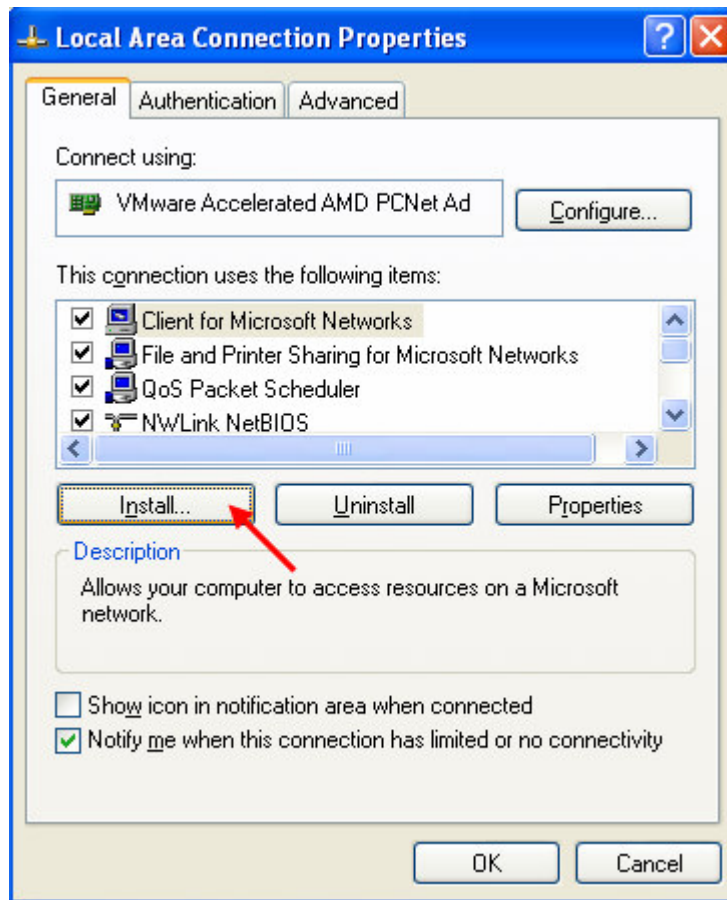 Local Area Connection Properties
General
Authentication
Advanced
Connect using:
VMware Accelerated AMD PCNet Ad
Configure...
This connection uses the following items:
Client for Microsoft Networks
File and Printer Sharing for Microsoft Networks
QoS Packet Scheduler
NWLink NetBIOS
Install...
Uninstall
Properties
Description
Allows your computer to access resources on a Microsoft
network.
Show icon in notification area when connected
Notify me when this connection has limited or no connectivity
OK
Cancel